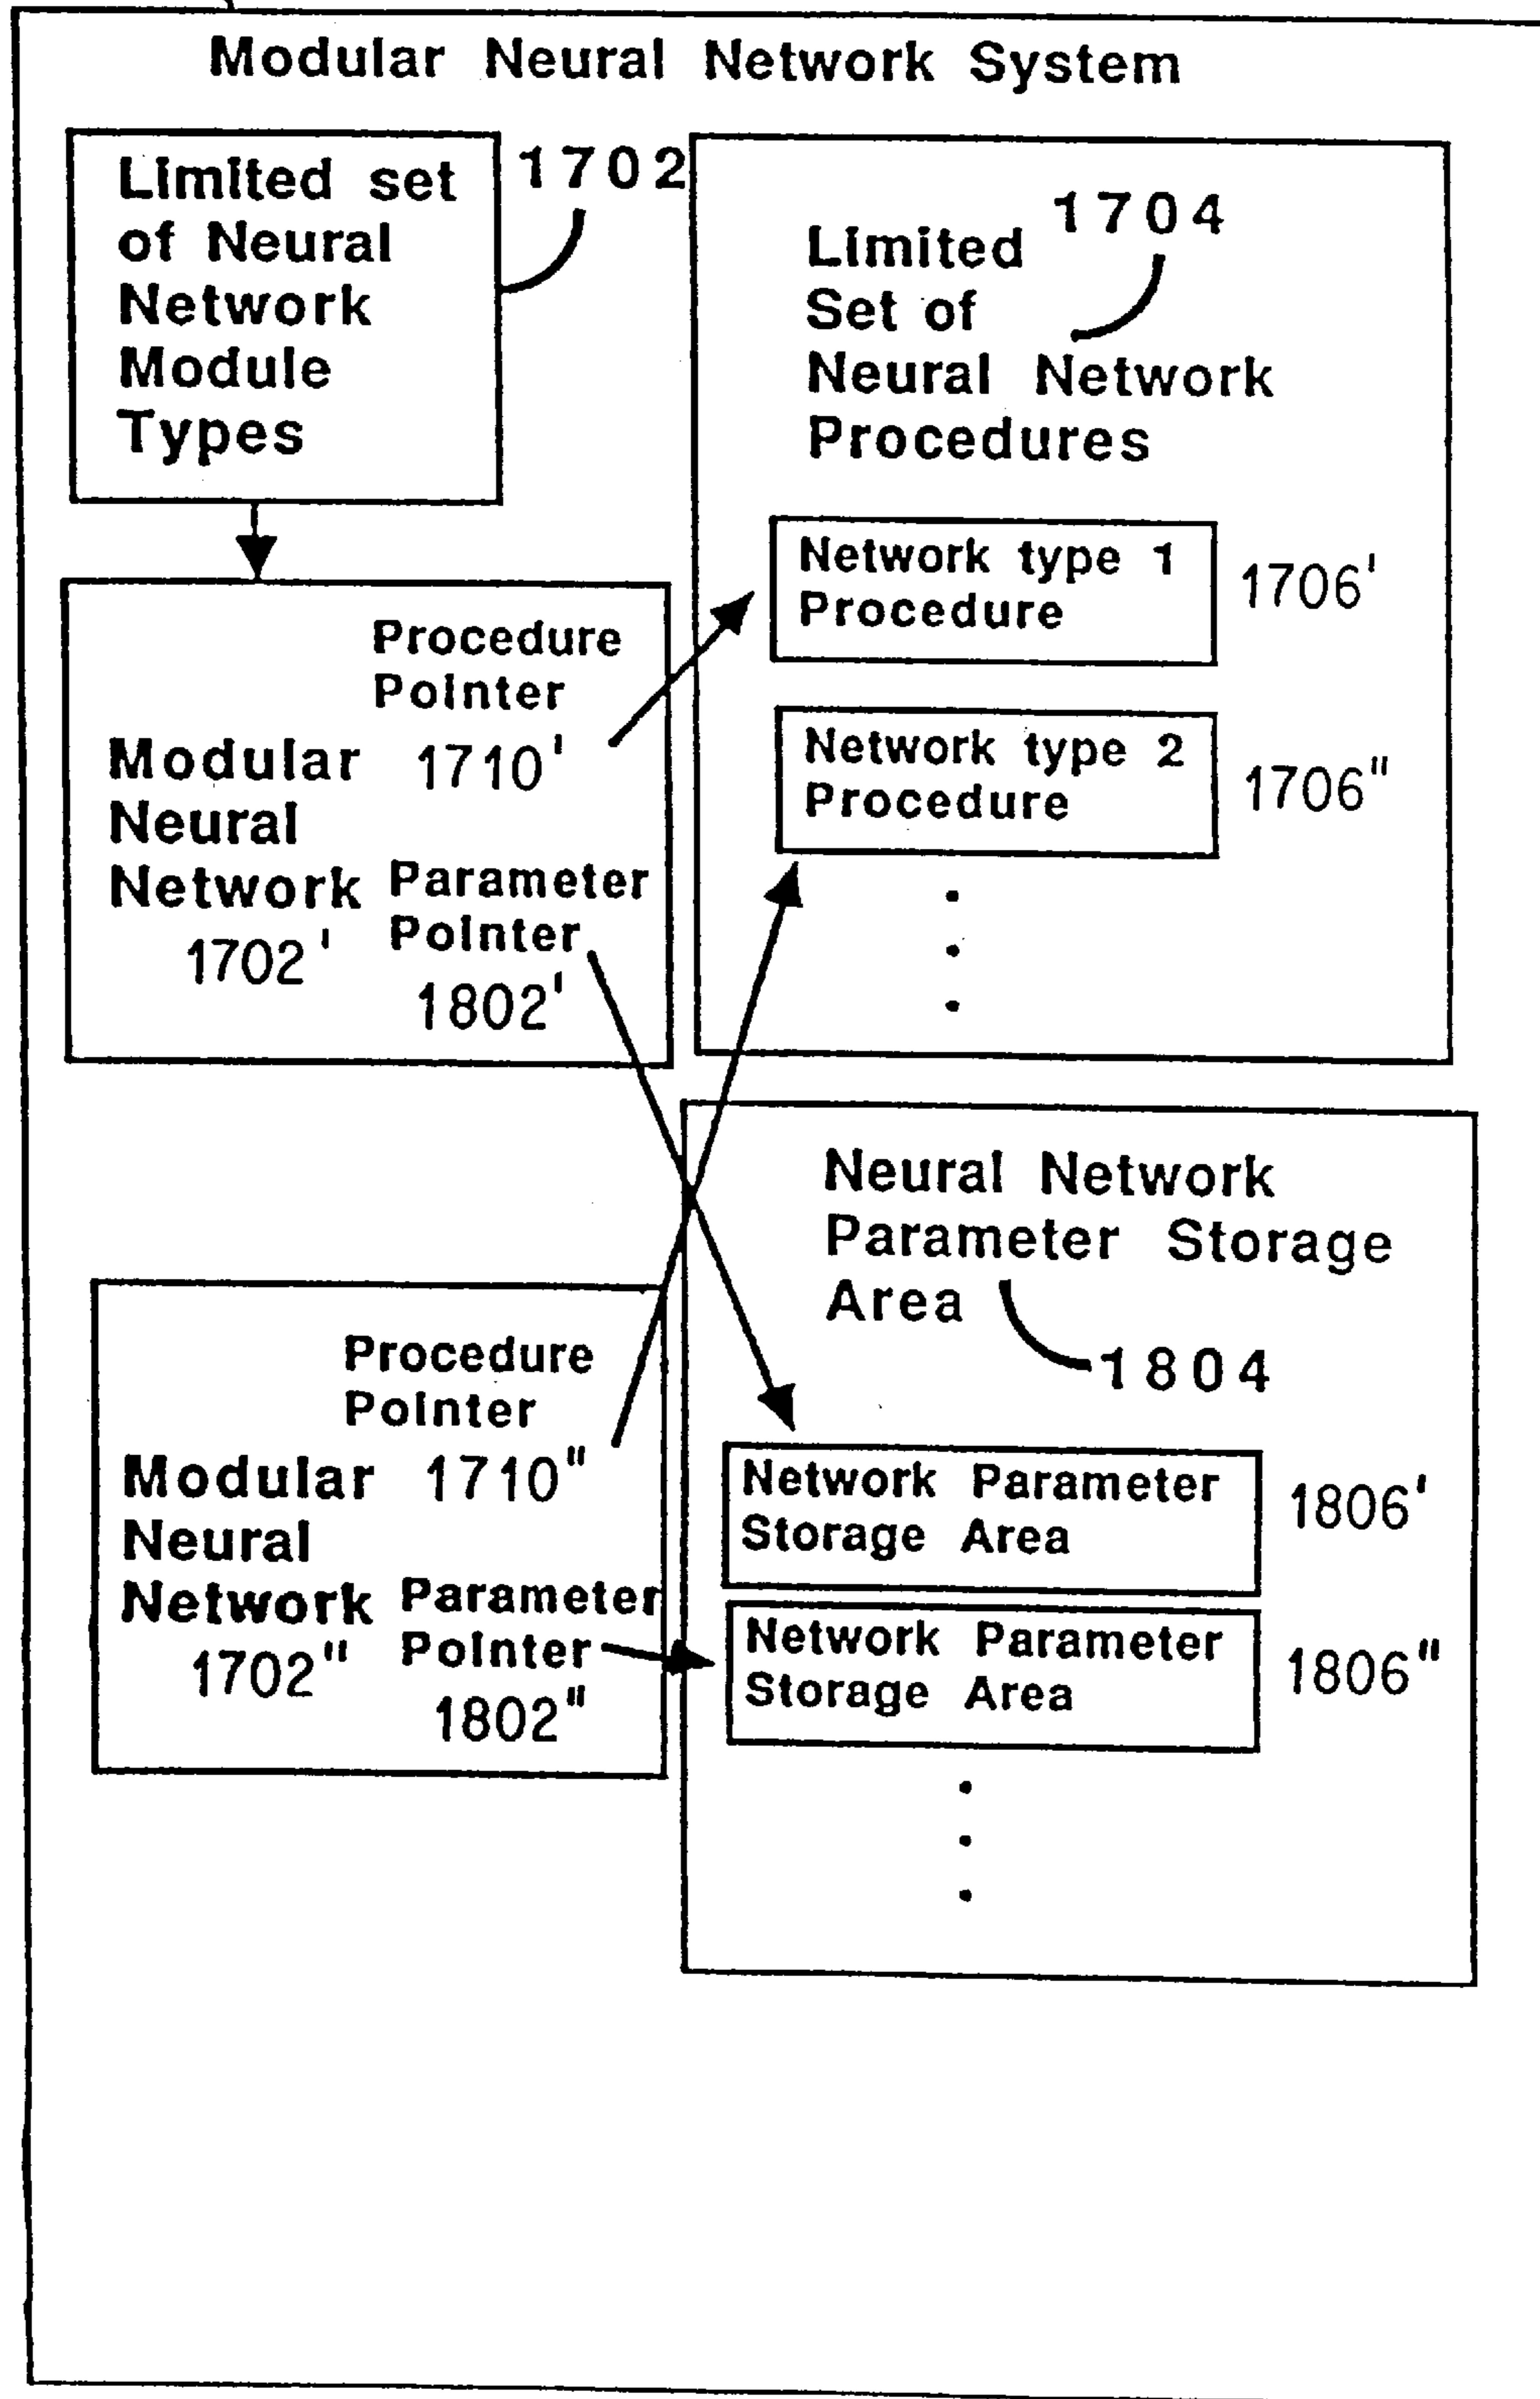 Modular Neural Network System
Limited set
of Neural
Network
Module
Types
1702
1704
Limited
Set of
Neural Network
Procedures
Network type 1
Procedure
1706'
Network type 2
Procedure
1706"
Procedure
Pointer
1710'
Modular
Neural
Network
1702'
Parameter
Pointer
1802'
Neural Network
Parameter Storage
Area
1804
Procedure
Pointer
1710"
Modular
Neural
Network
1702"
Parameter
Pointer
1802"
Network Parameter
Storage Area
1806'
Network Parameter
Storage Area
1806"